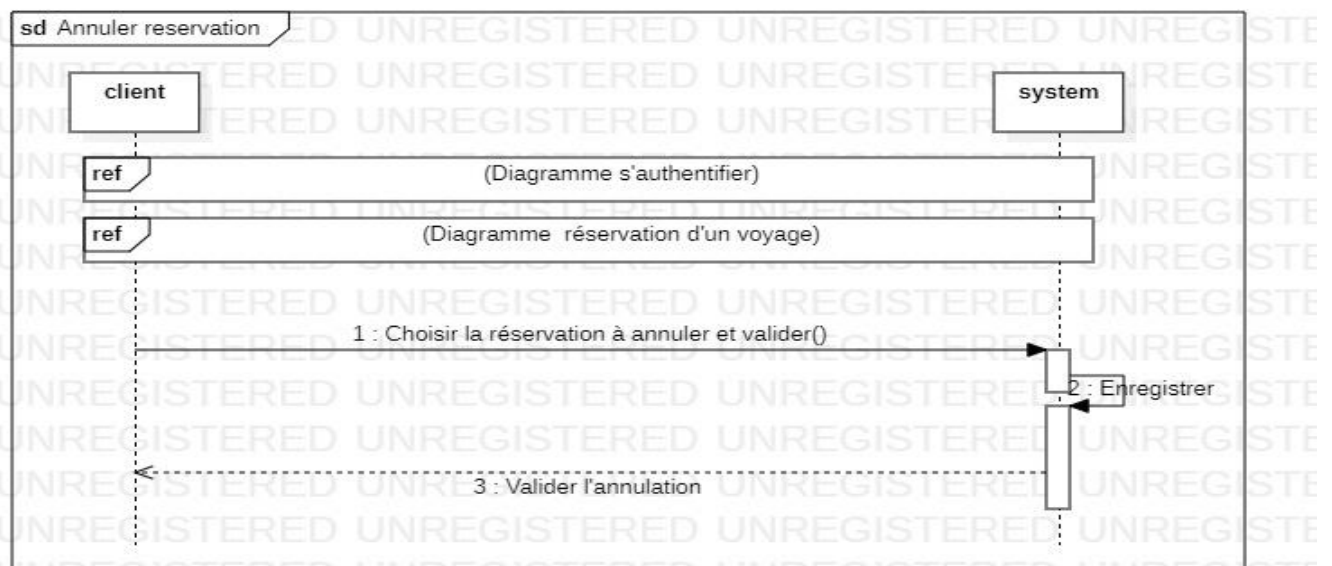 sd Annuler reservation
client
system
ref
(Diagramme s'authentifier)
ref
(Diagramme réservation d'un voyage)
1 : Choisir la réservation à annuler et valider()
2 : Enregistrer
3 : Valider l'annulation
UNREGISTERED